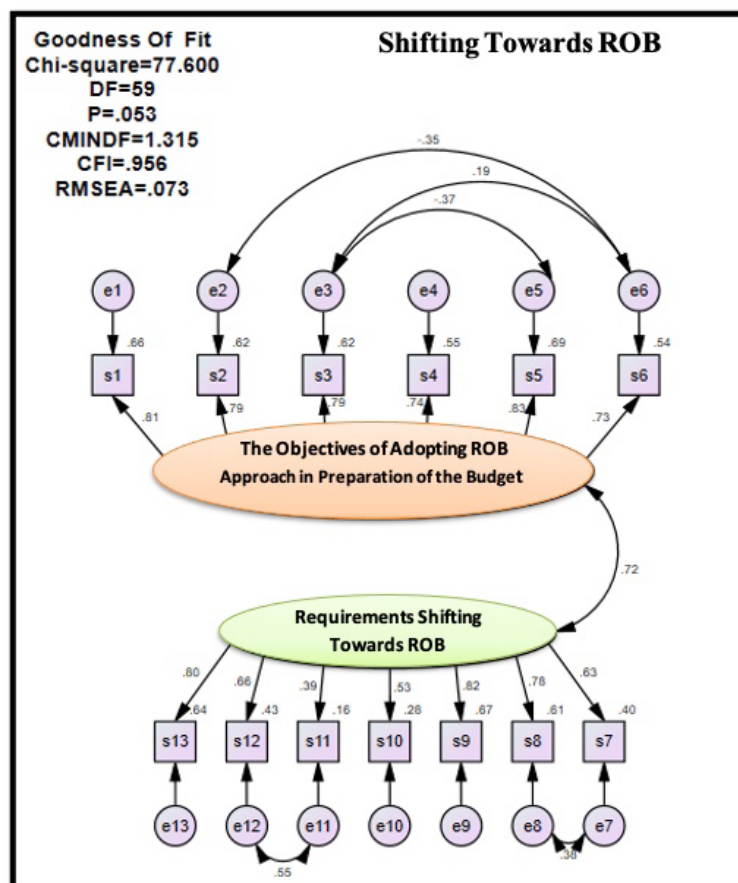 Goodness Of Fit
Chi-square=77.600
DF=59
P=.053
CMINDF=1.315
CFI=.956
RMSEA=.073
Shifting Towards ROB
-.35
.19
-.37
e1 e2 e3 e4 e5 e6
.66 .62 .62 .55 .69 .54
s1 s2 s3 s4 s5 s6
.81 .79 .79 .74 .83 .73
The Objectives of Adopting ROB
Approach in Preparation of the Budget
.72
Requirements Shifting
Towards ROB
.80 .66 .39 .53 .82 .78 .63
.64 .43 .16 .28 .67 .61 .40
s13 s12 s11 s10 s9 s8 s7
e13 e12 e11 e10 e9 e8 e7
.55 .38